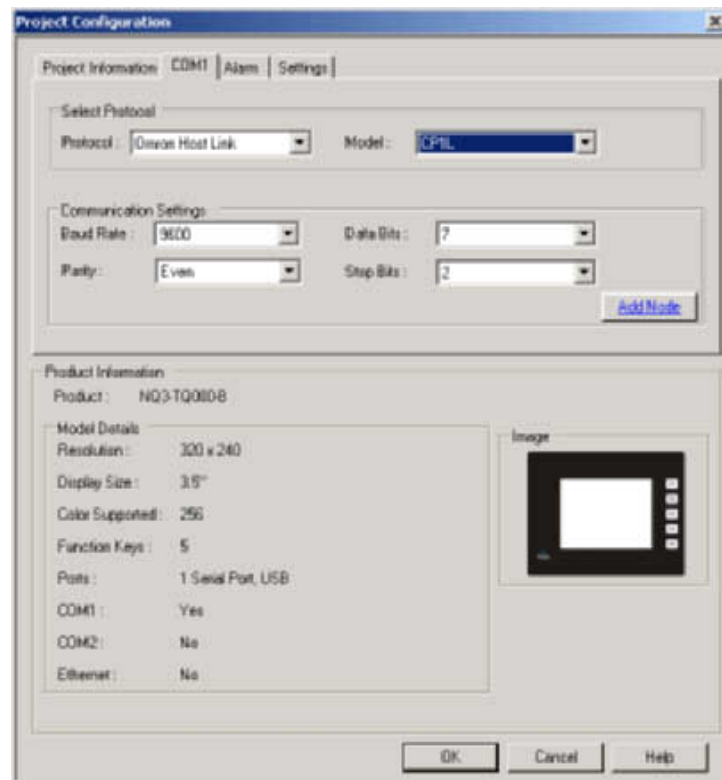 Project Configuration
Project Information COM1 Alarm Settings
Select Protocol
Protocol : Omron Host Link Model : CP1L
Communication Settings
Baud Rate : 9600 Data Bits : 7
Parity : Even Stop Bits : 2
Add Node
Product Information
Product : NQ3-TQ000-B
Model Details
Image
Resolution : 320 x 240
Display Size : 3.5"
Color Supported : 256
Function Keys : 5
Ports : 1 Serial Port, USB
COM1 : Yes
COM2 : No
Ethernet : No
OK Cancel Help